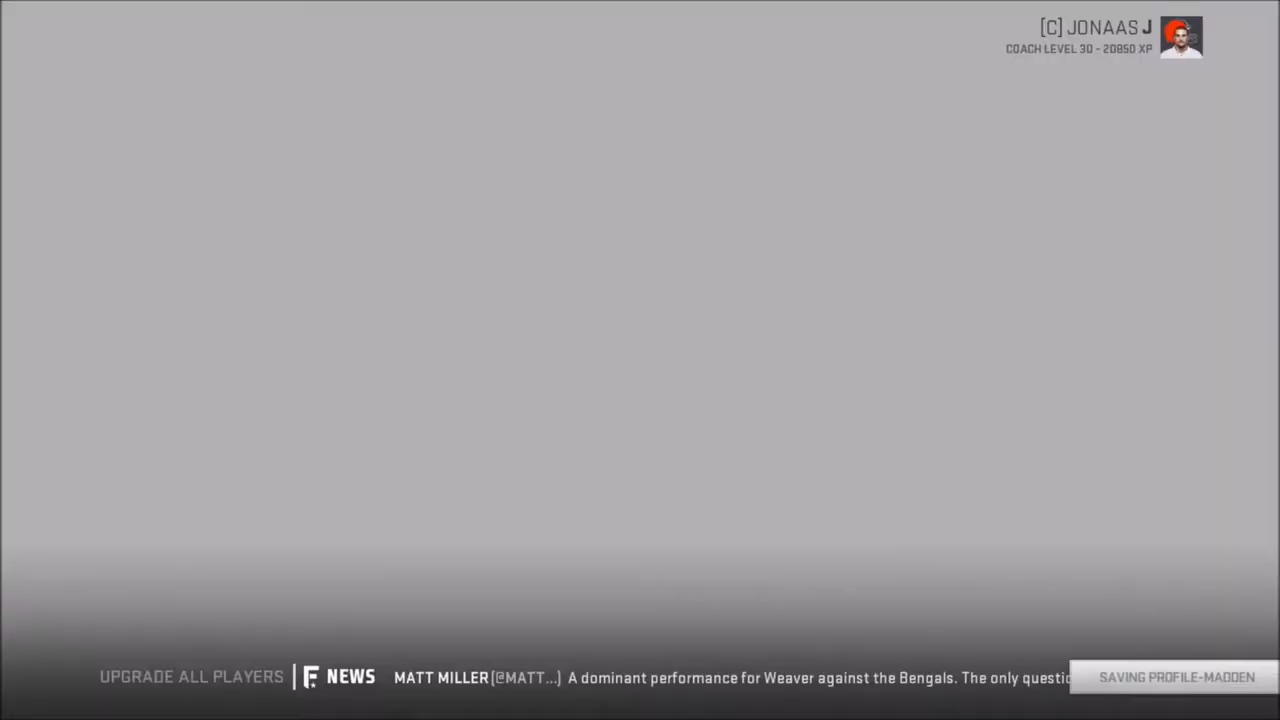 [C] JONAAS J
COACH LEVEL 30 - 20850 XP
UPGRADE ALL PLAYERS
F NEWS
MATT MILLER [@MATT...] A dominant performance for Weaver against the Bengals. The only questio
SAVING PROFILE-MADDEN